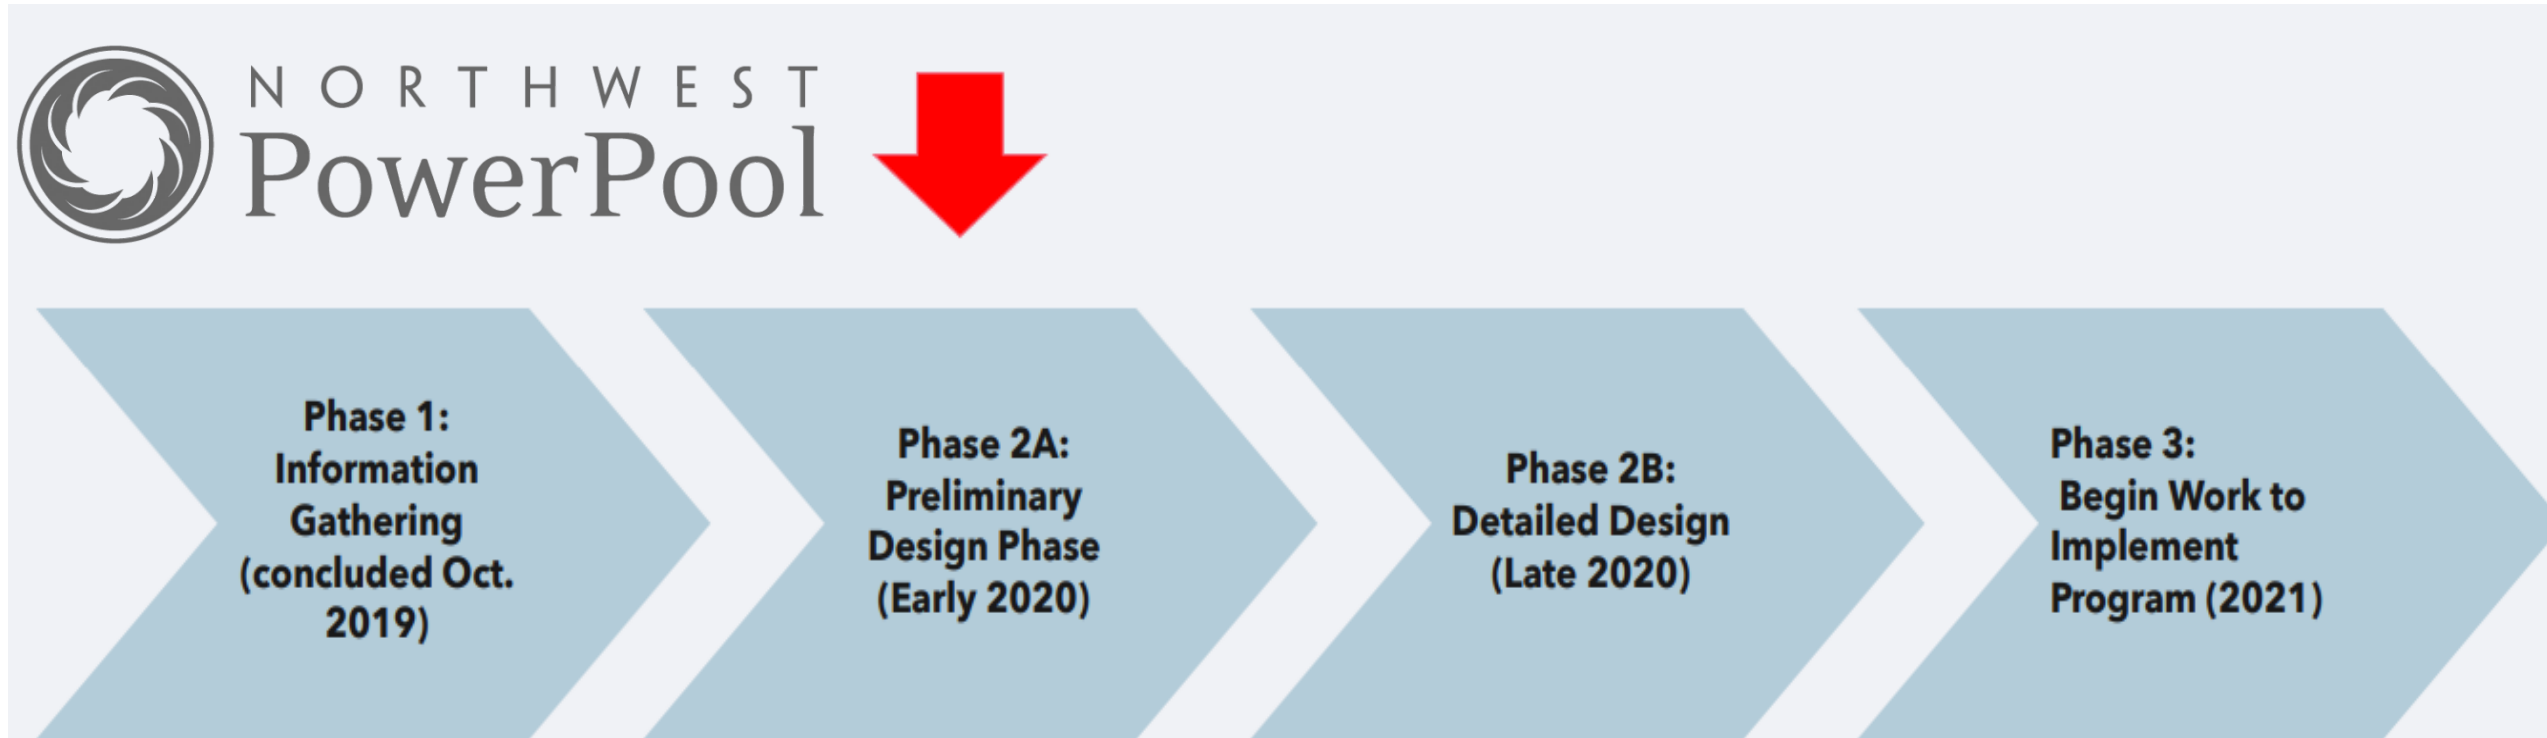 NORTHWEST
PowerPool
Phase 1:
Information
Gathering
(concluded Oct.
2019)
Phase 2A:
Preliminary
Design Phase
(Early 2020)
Phase 2B:
Detailed Design
(Late 2020)
Phase 3:
Begin Work to
Implement
Program (2021)